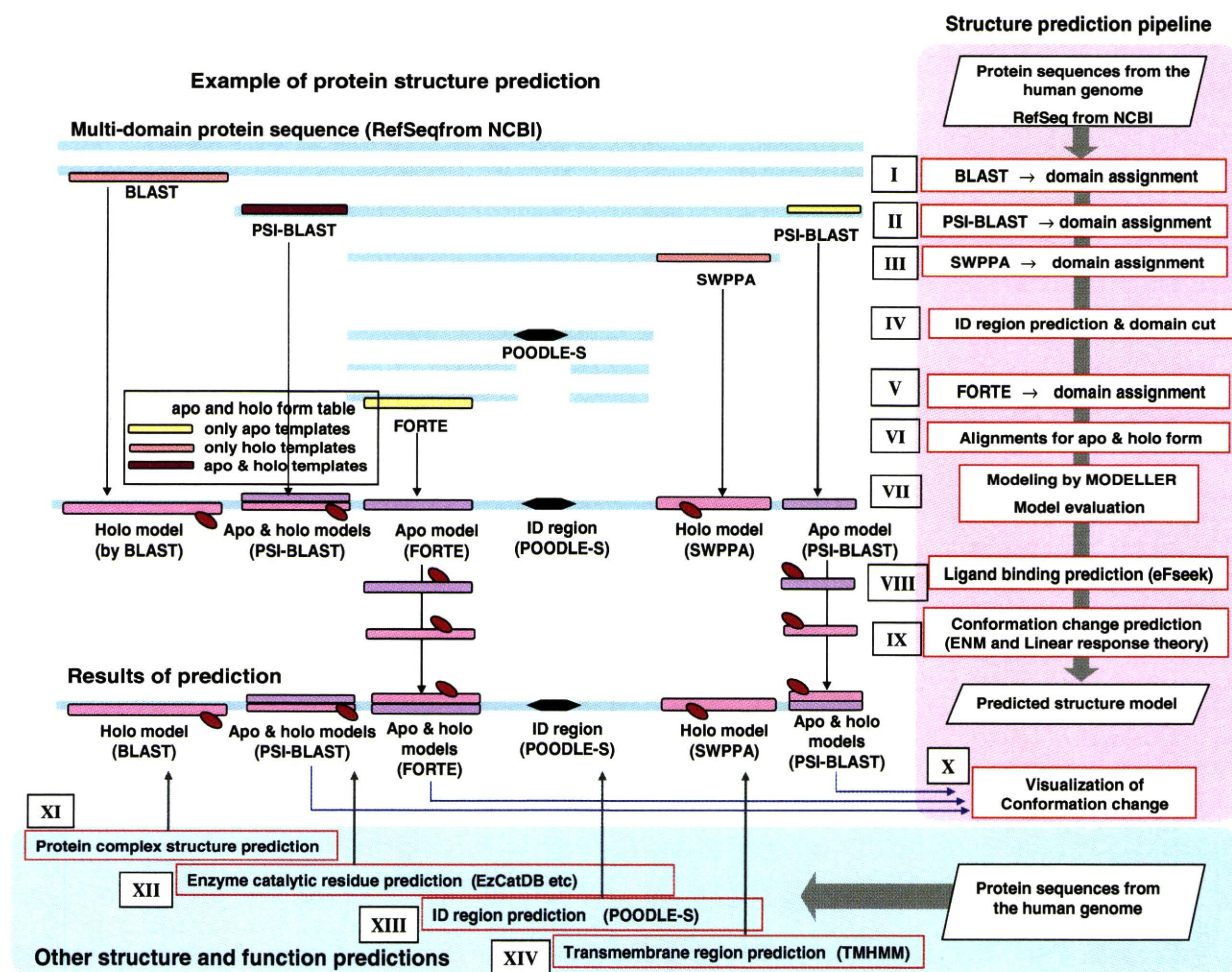 Structure prediction pipeline
Example of protein structure prediction
Protein sequences from the
human genome
RefSeq from NCBI
Multi-domain protein sequence (RefSeqfrom NCBI)
BLAST
I
BLAST → domain assignment
PSI-BLAST
PSI-BLAST
II
PSI-BLAST → domain assignment
SWPPA
III
SWPPA → domain assignment
POODLE-S
IV
ID region prediction & domain cut
apo and holo form table
only apo templates
only holo templates
apo & holo templates
FORTE
V
FORTE → domain assignment
VI
Alignments for apo & holo form
VII
Modeling by MODELLER
Model evaluation
Holo model
(by BLAST)
Apo & holo models
(PSI-BLAST)
Apo model
(FORTE)
ID region
(POODLE-S)
Holo model
(SWPPA)
Apo model
(PSI-BLAST)
VIII
Ligand binding prediction (eFseek)
IX
Conformation change prediction
(ENM and Linear response theory)
Results of prediction
Predicted structure model
Holo model
(BLAST)
Apo & holo models
(PSI-BLAST)
Apo & holo
models
(FORTE)
ID region
(POODLE-S)
Holo model
(SWPPA)
Apo & holo
models
(PSI-BLAST)
X
Visualization of
Conformation change
XI
Protein complex structure prediction
XII
Enzyme catalytic residue prediction (EzCatDB etc)
XIII
ID region prediction (POODLE-S)
XIV
Transmembrane region prediction (TMHMM)
Protein sequences from
the human genome
Other structure and function predictions